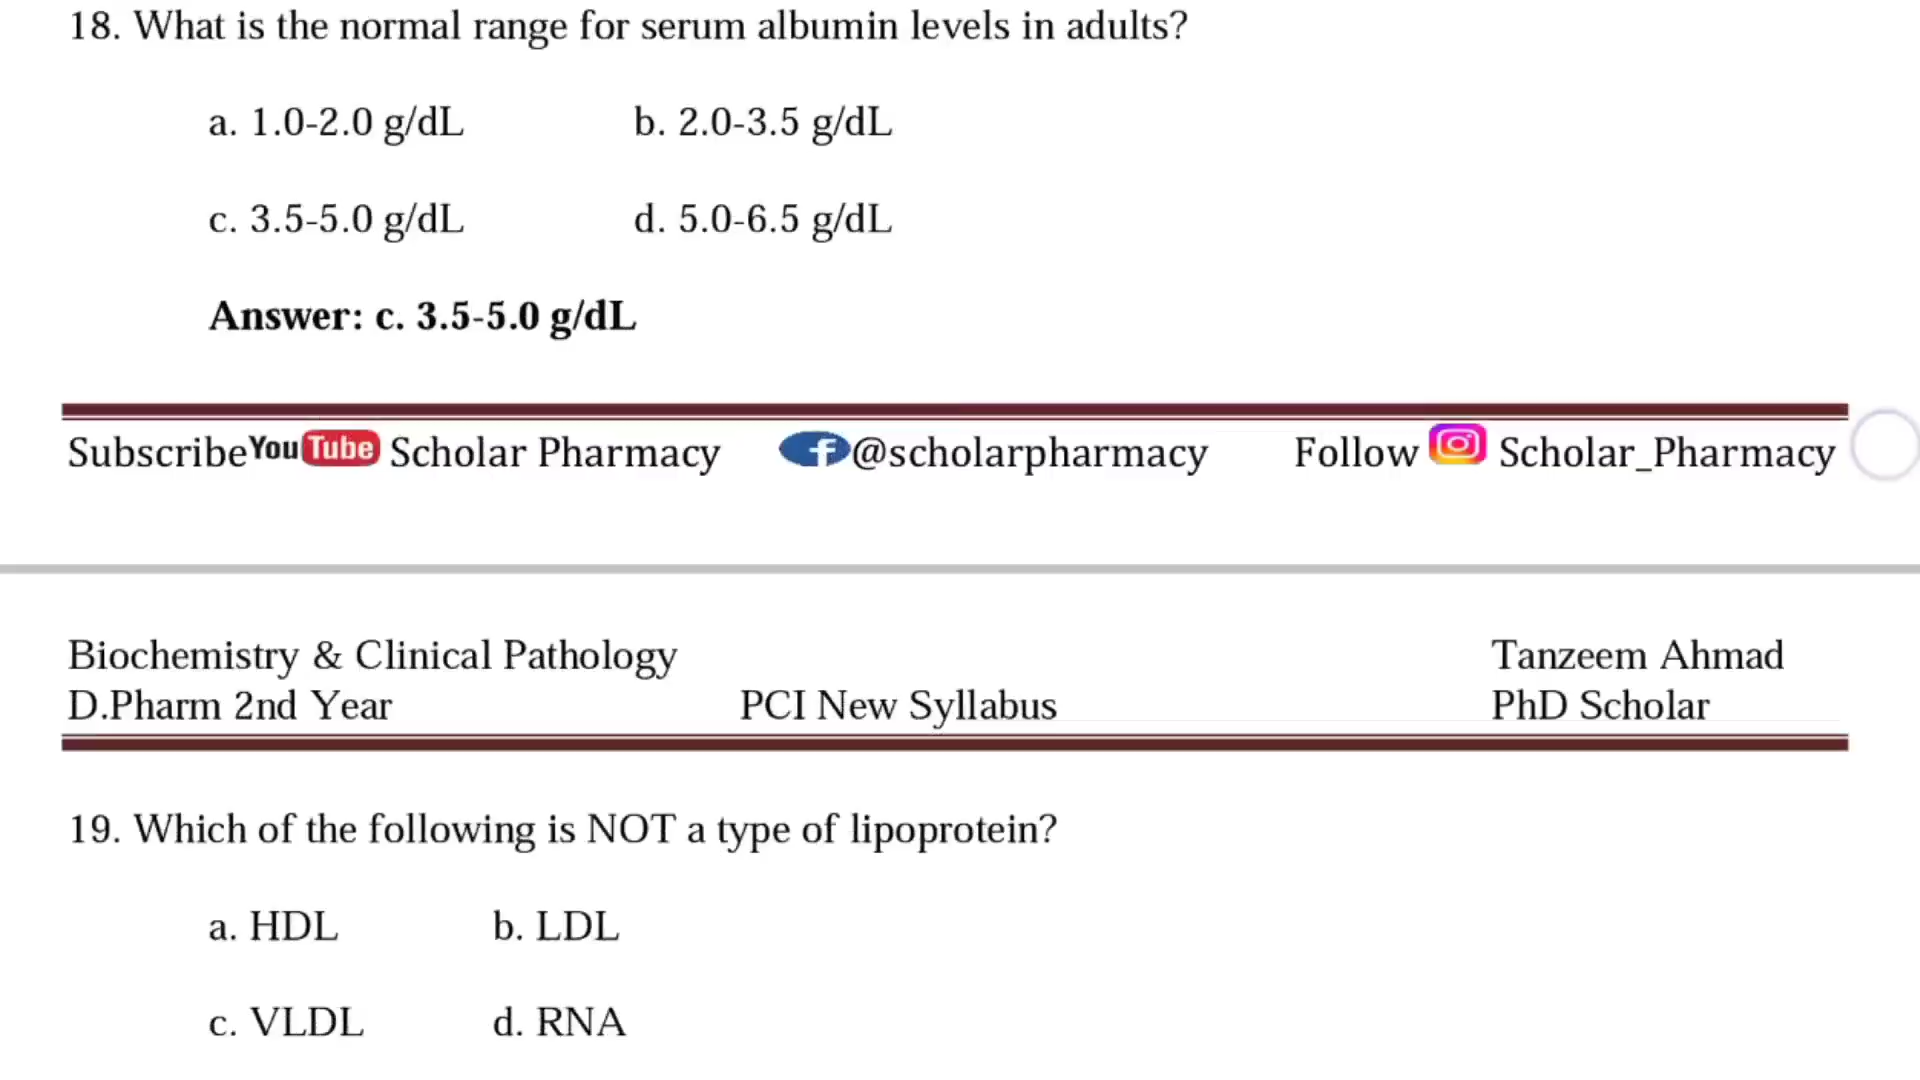 18. What is the normal range for serum albumin levels in adults?
a. 1.0-2.0 g/dL b. 2.0-3.5 g/dL
c. 3.5-5.0 g/dL d. 5.0-6.5 g/dL
Answer: c. 3.5-5.0 g/dL
Subscribe YouTube Scholar Pharmacy f @scholarpharmacy Follow Scholar_Pharmacy
Biochemistry & Clinical Pathology Tanzeem Ahmad
D.Pharm 2nd Year PCI New Syllabus PhD Scholar
19. Which of the following is NOT a type of lipoprotein?
a. HDL b. LDL
c. VLDL d. RNA